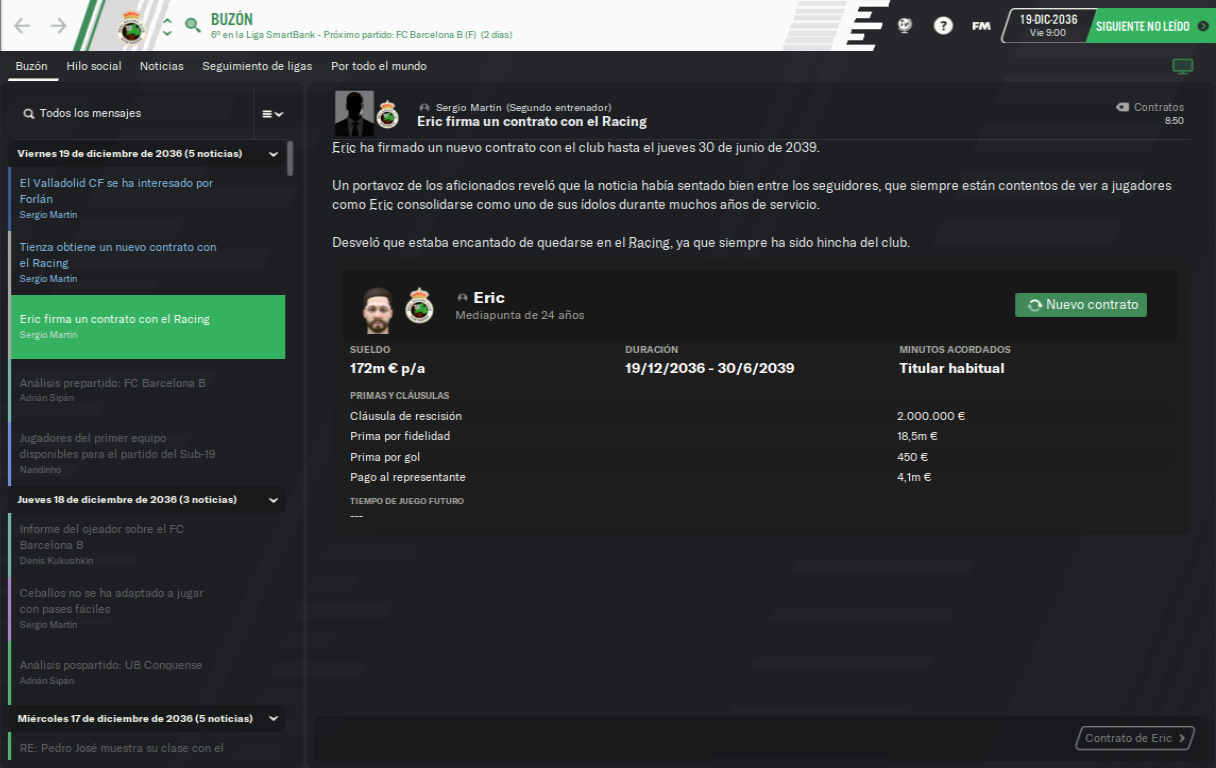 BUZÓN
6º en la Liga SmartBank - Próximo partido: FC Barcelona B (F) (2 días)
?
FM
19-DIC-2036
Vie 9:00
SIGUIENTE NO LEÍDO
Buzón
Hilo social
Noticias
Seguimiento de ligas
Por todo el mundo
Todos los mensajes
Viernes 19 de diciembre de 2036 (5 noticias)
El Valladolid CF se ha interesado por
Forlán
Sergio Martín
Tienza obtiene un nuevo contrato con
el Racing
Sergio Martín
Eric firma un contrato con el Racing
Sergio Martín
Análisis prepartido: FC Barcelona B
Adrián Sipán
Jugadores del primer equipo
disponibles para el partido del Sub-19
Nandinho
Jueves 18 de diciembre de 2036 (3 noticias)
Informe del ojeador sobre el FC
Barcelona B
Denis Kukushkin
Ceballos no se ha adaptado a jugar
con pases fáciles
Sergio Martín
Análisis pospartido: UB Conquense
Adrián Sipán
Miércoles 17 de diciembre de 2036 (5 noticias)
RE: Pedro José muestra su clase con el
Sergio Martín (Segundo entrenador)
Eric firma un contrato con el Racing
Contratos
8:50
Eric ha firmado un nuevo contrato con el club hasta el jueves 30 de junio de 2039.
Un portavoz de los aficionados reveló que la noticia había sentado bien entre los seguidores, que siempre están contentos de ver a jugadores
como Eric consolidarse como uno de sus ídolos durante muchos años de servicio.
Desveló que estaba encantado de quedarse en el Racing, ya que siempre ha sido hincha del club.
Eric
Mediapunta de 24 años
Nuevo contrato
SUELDO
DURACIÓN
MINUTOS ACORDADOS
172m € p/a
19/12/2036 - 30/6/2039
Titular habitual
PRIMAS Y CLÁUSULAS
Cláusula de rescisión
2.000.000 €
Prima por fidelidad
18,5m €
Prima por gol
450 €
Pago al representante
4,1m €
TIEMPO DE JUEGO FUTURO
---
Contrato de Eric